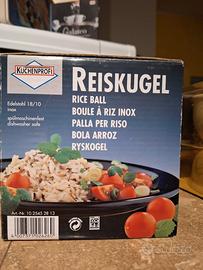 KÜCHENPROFI
REISKUGEL
RICE BALL
BOULE À RIZ INOX
PALLA PER RISO
BOLA ARROZ
RYSKOGEL
Edelstahl 18/10
inox
spülmaschinenfest
dishwasher safe
Art.-Nr. 10 2545 28 13